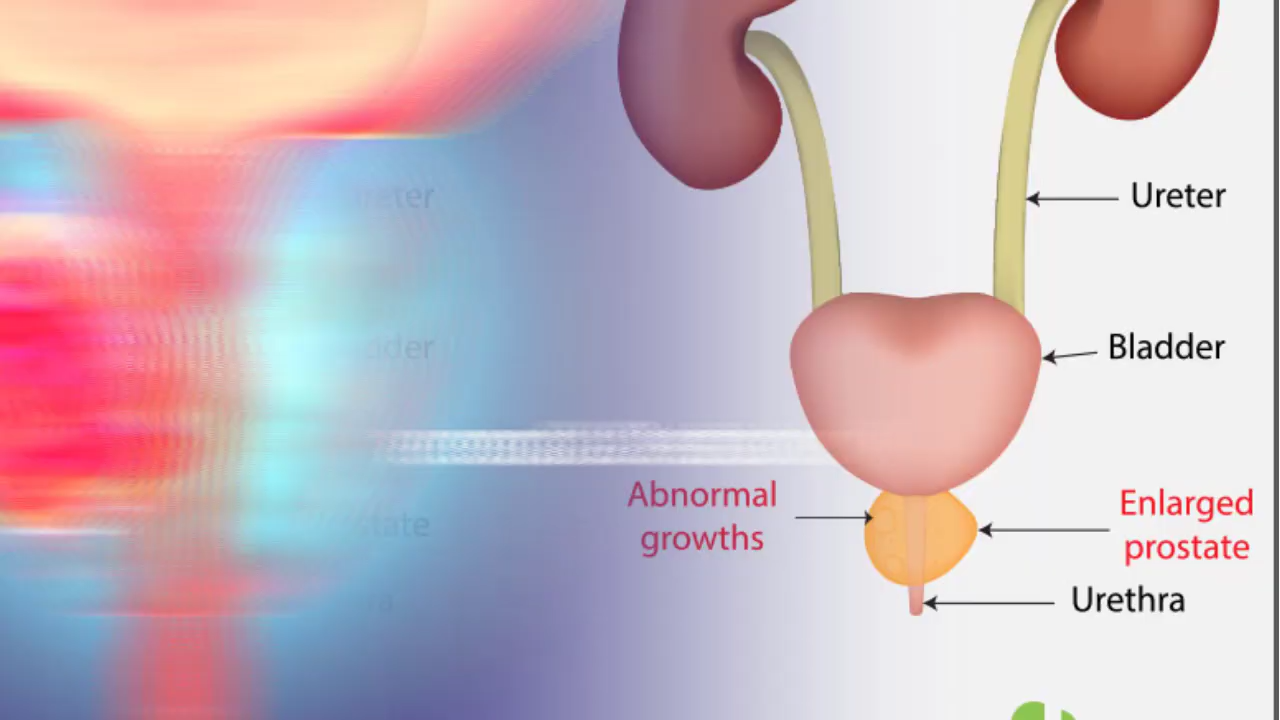 Ureter
Bladder
Abnormal
growths
Enlarged
prostate
Urethra